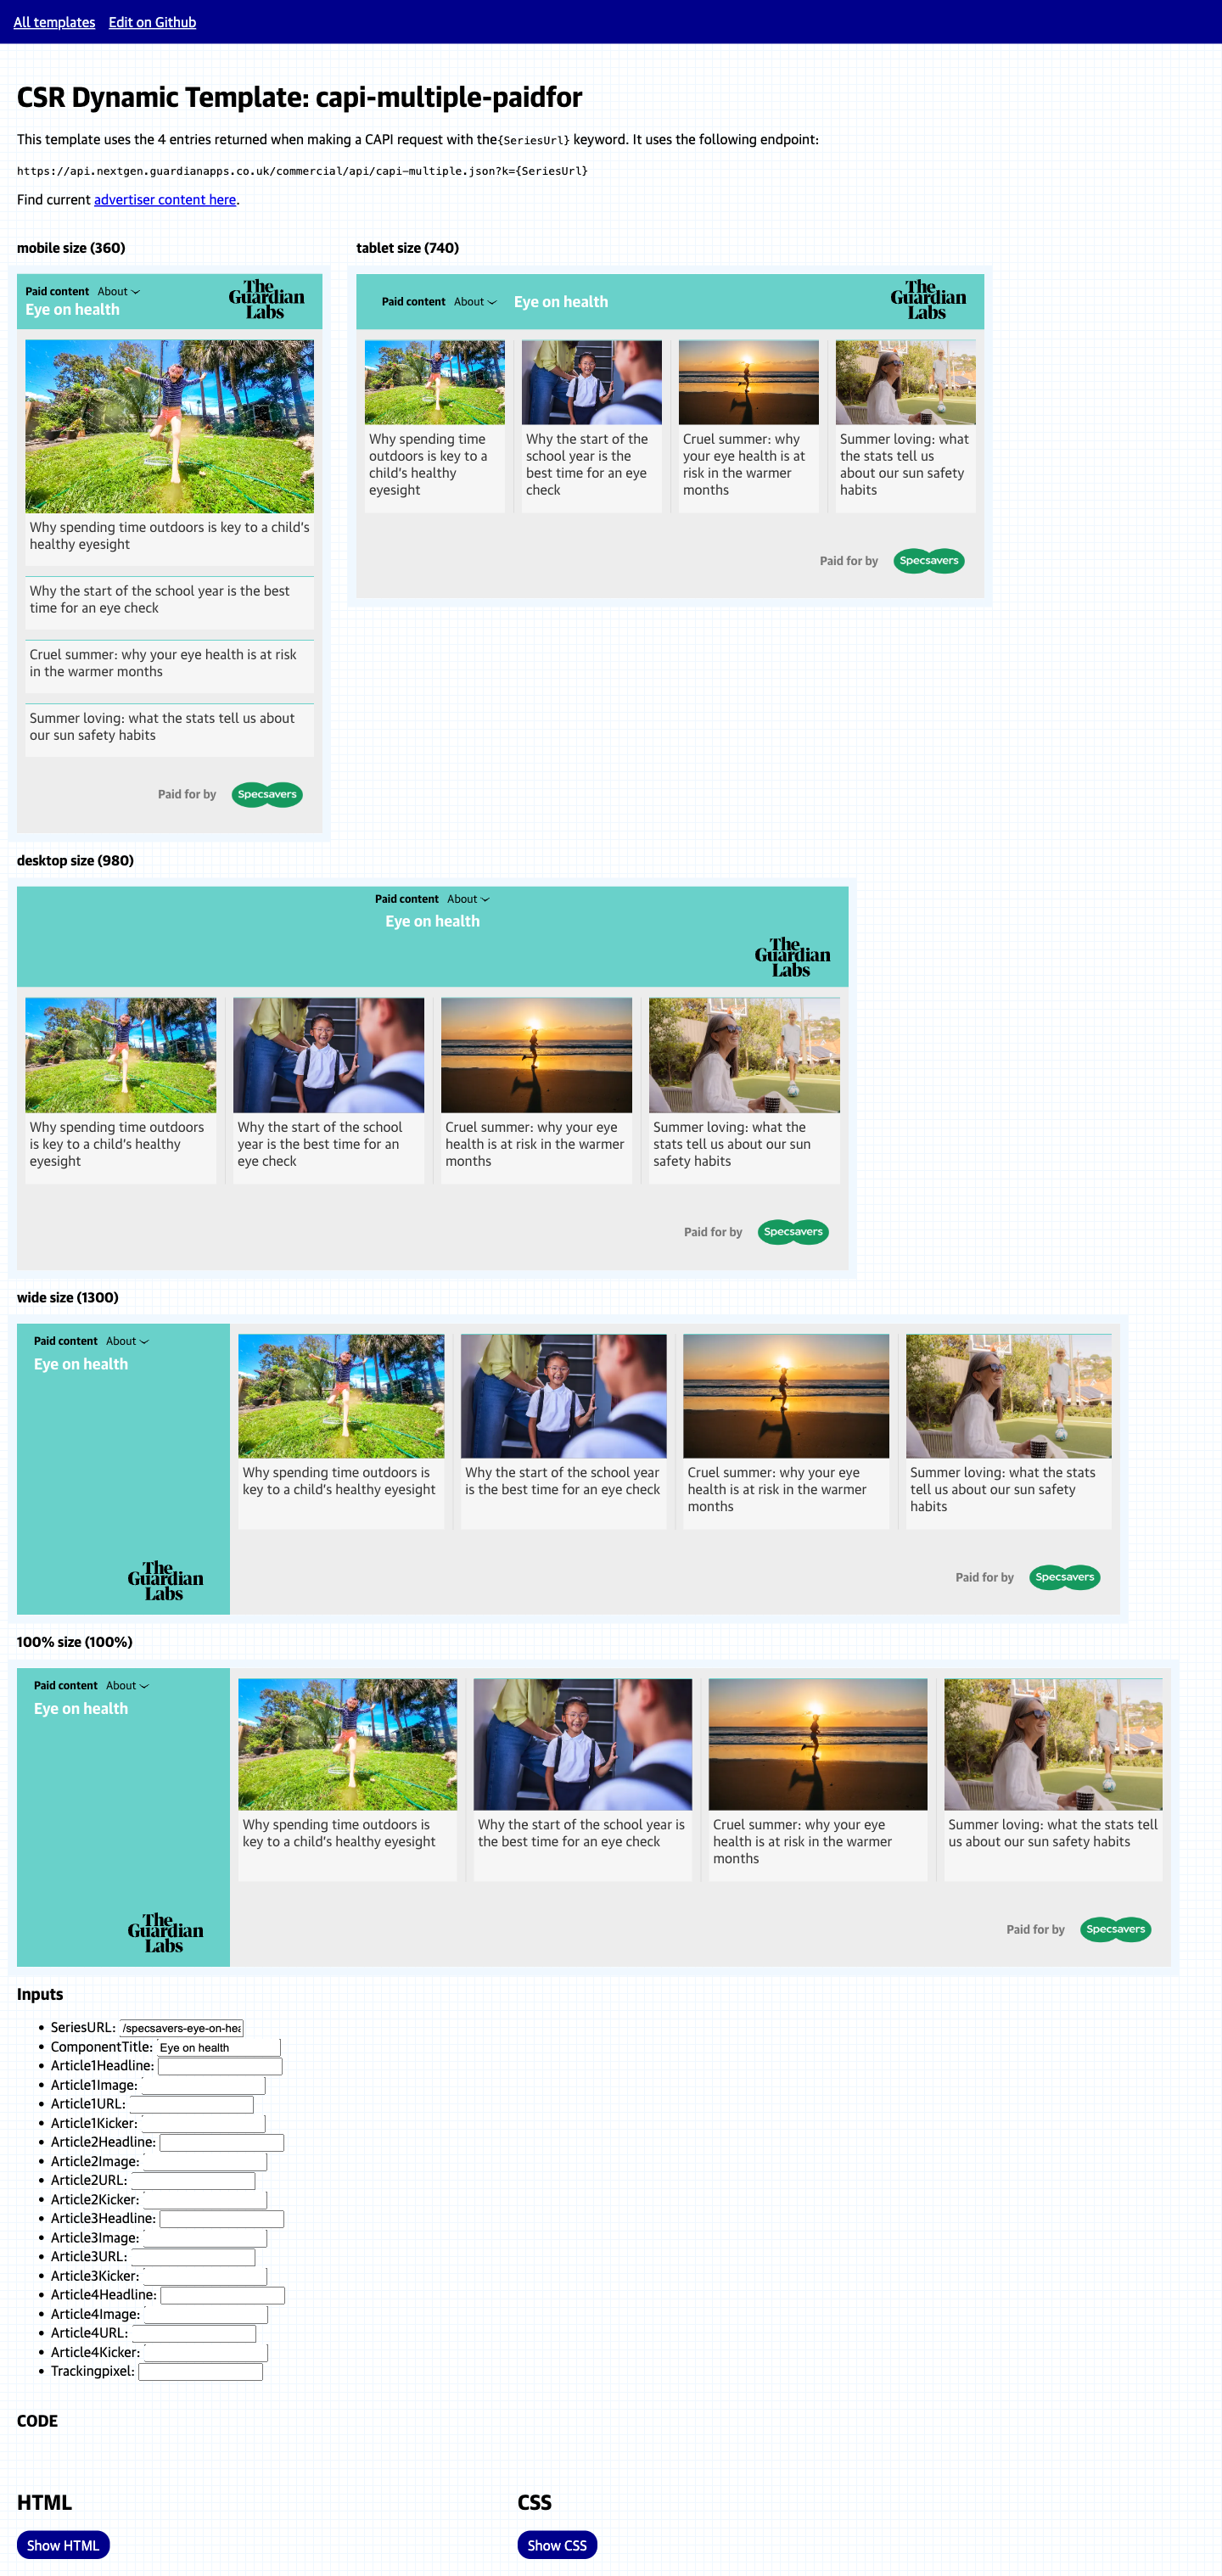 All templates Edit on Github
CSR Dynamic Template: capi-multiple-paidfor
This template uses the 4 entries returned when making a CAPI request with the{SeriesUrl} keyword. It uses the following endpoint:
https://api.nextgen.guardianapps.co.uk/commercial/api/capi-multiple.json?k={SeriesUrl}
Find current advertiser content here.
mobile size (360)
Paid content About
Eye on health
The
Guardian
Labs
Why spending time outdoors is key to a child's
healthy eyesight
Why the start of the school year is the best
time for an eye check
Cruel summer: why your eye health is at risk
in the warmer months
Summer loving: what the stats tell us about
our sun safety habits
Paid for by Specsavers
tablet size (740)
Paid content About Eye on health
The
Guardian
Labs
Why spending time
outdoors is key to a
child's healthy
eyesight
Why the start of the
school year is the
best time for an eye
check
Cruel summer: why
your eye health is at
risk in the warmer
months
Summer loving: what
the stats tell us
about our sun safety
habits
Paid for by Specsavers
desktop size (980)
Paid content About
Eye on health
The
Guardian
Labs
Why spending time outdoors
is key to a child's healthy
eyesight
Why the start of the school
year is the best time for an
eye check
Cruel summer: why your eye
health is at risk in the warmer
months
Summer loving: what the
stats tell us about our sun
safety habits
Paid for by Specsavers
wide size (1300)
Paid content About
Eye on health
The
Guardian
Labs
Why spending time outdoors is
key to a child's healthy eyesight
Why the start of the school year
is the best time for an eye check
Cruel summer: why your eye
health is at risk in the warmer
months
Summer loving: what the stats
tell us about our sun safety
habits
Paid for by Specsavers
100% size (100%)
Paid content About
Eye on health
The
Guardian
Labs
Why spending time outdoors is
key to a child's healthy eyesight
Why the start of the school year is
the best time for an eye check
Cruel summer: why your eye
health is at risk in the warmer
months
Summer loving: what the stats tell
us about our sun safety habits
Paid for by Specsavers
Inputs
• SeriesURL: /specsavers-eye-on-hea
• ComponentTitle: Eye on health
• Article1Headline:
• Article1Image:
• Article1URL:
• Article1Kicker:
• Article2Headline:
• Article2Image:
• Article2URL:
• Article2Kicker:
• Article3Headline:
• Article3Image:
• Article3URL:
• Article3Kicker:
• Article4Headline:
• Article4Image:
• Article4URL:
• Article4Kicker:
• Trackingpixel:
CODE
HTML
Show HTML
CSS
Show CSS